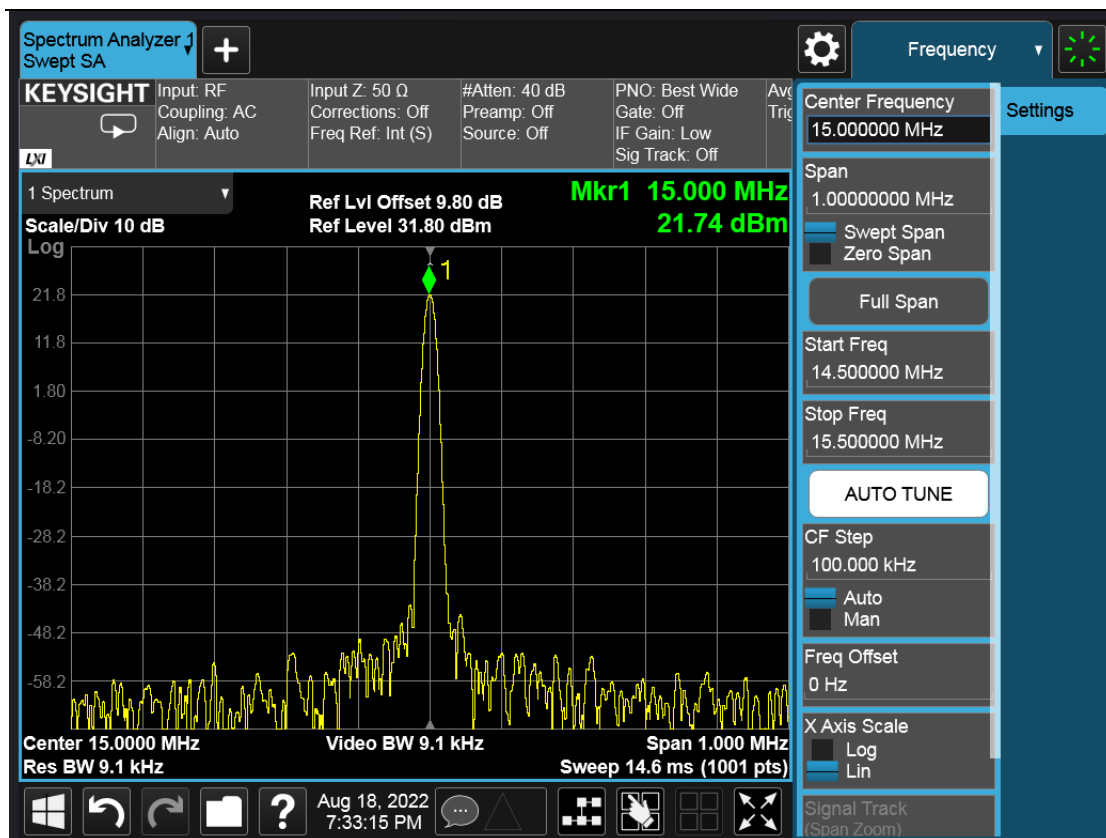 Spectrum Analyzer 1
Swept SA
Frequency
KEYSIGHT
LXI
Input: RF
Coupling: AC
Align: Auto
Input Z: 50 Ω
Corrections: Off
Freq Ref: Int (S)
#Atten: 40 dB
Preamp: Off
Source: Off
PNO: Best Wide
Gate: Off
IF Gain: Low
Sig Track: Off
1 Spectrum
Scale/Div 10 dB
Log
Ref Lvl Offset 9.80 dB
Ref Level 31.80 dBm
Mkr1 15.000 MHz
21.74 dBm
1
21.8
11.8
1.80
-8.20
-18.2
-28.2
-38.2
-48.2
-58.2
Center 15.0000 MHz
Video BW 9.1 kHz
Span 1.000 MHz
Res BW 9.1 kHz
Sweep 14.6 ms (1001 pts)
?
Aug 18, 2022
7:33:15 PM
Center Frequency
15.000000 MHz
Settings
Span
1.00000000 MHz
Swept Span
Zero Span
Full Span
Start Freq
14.500000 MHz
Stop Freq
15.500000 MHz
AUTO TUNE
CF Step
100.000 kHz
Auto
Man
Freq Offset
0 Hz
X Axis Scale
Log
Lin
Signal Track
(Span Zoom)